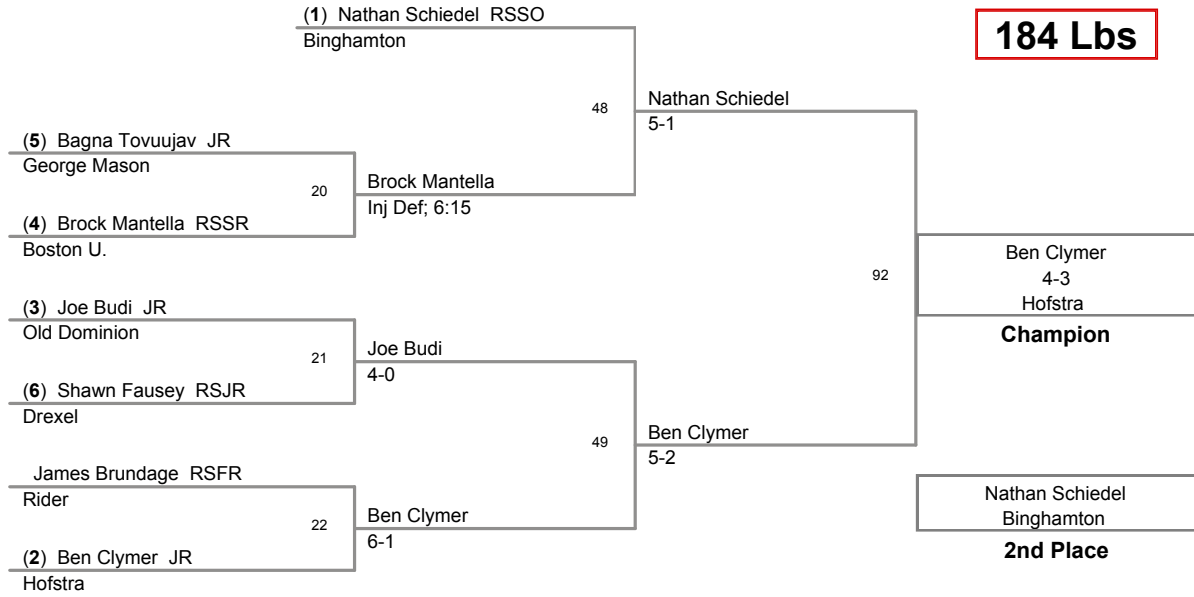 (1) Nathan Schiedel RSSO
Binghamton
184 Lbs
48
Nathan Schiedel
5-1
(5) Bagna Tovuujav JR
George Mason
20
Brock Mantella
Inj Def; 6:15
(4) Brock Mantella RSSR
Boston U.
92
Ben Clymer
4-3
Hofstra
Champion
(3) Joe Budi JR
Old Dominion
21
Joe Budi
4-0
(6) Shawn Fausey RSJR
Drexel
49
Ben Clymer
5-2
James Brundage RSFR
Rider
22
Ben Clymer
6-1
(2) Ben Clymer JR
Hofstra
Nathan Schiedel
Binghamton
2nd Place